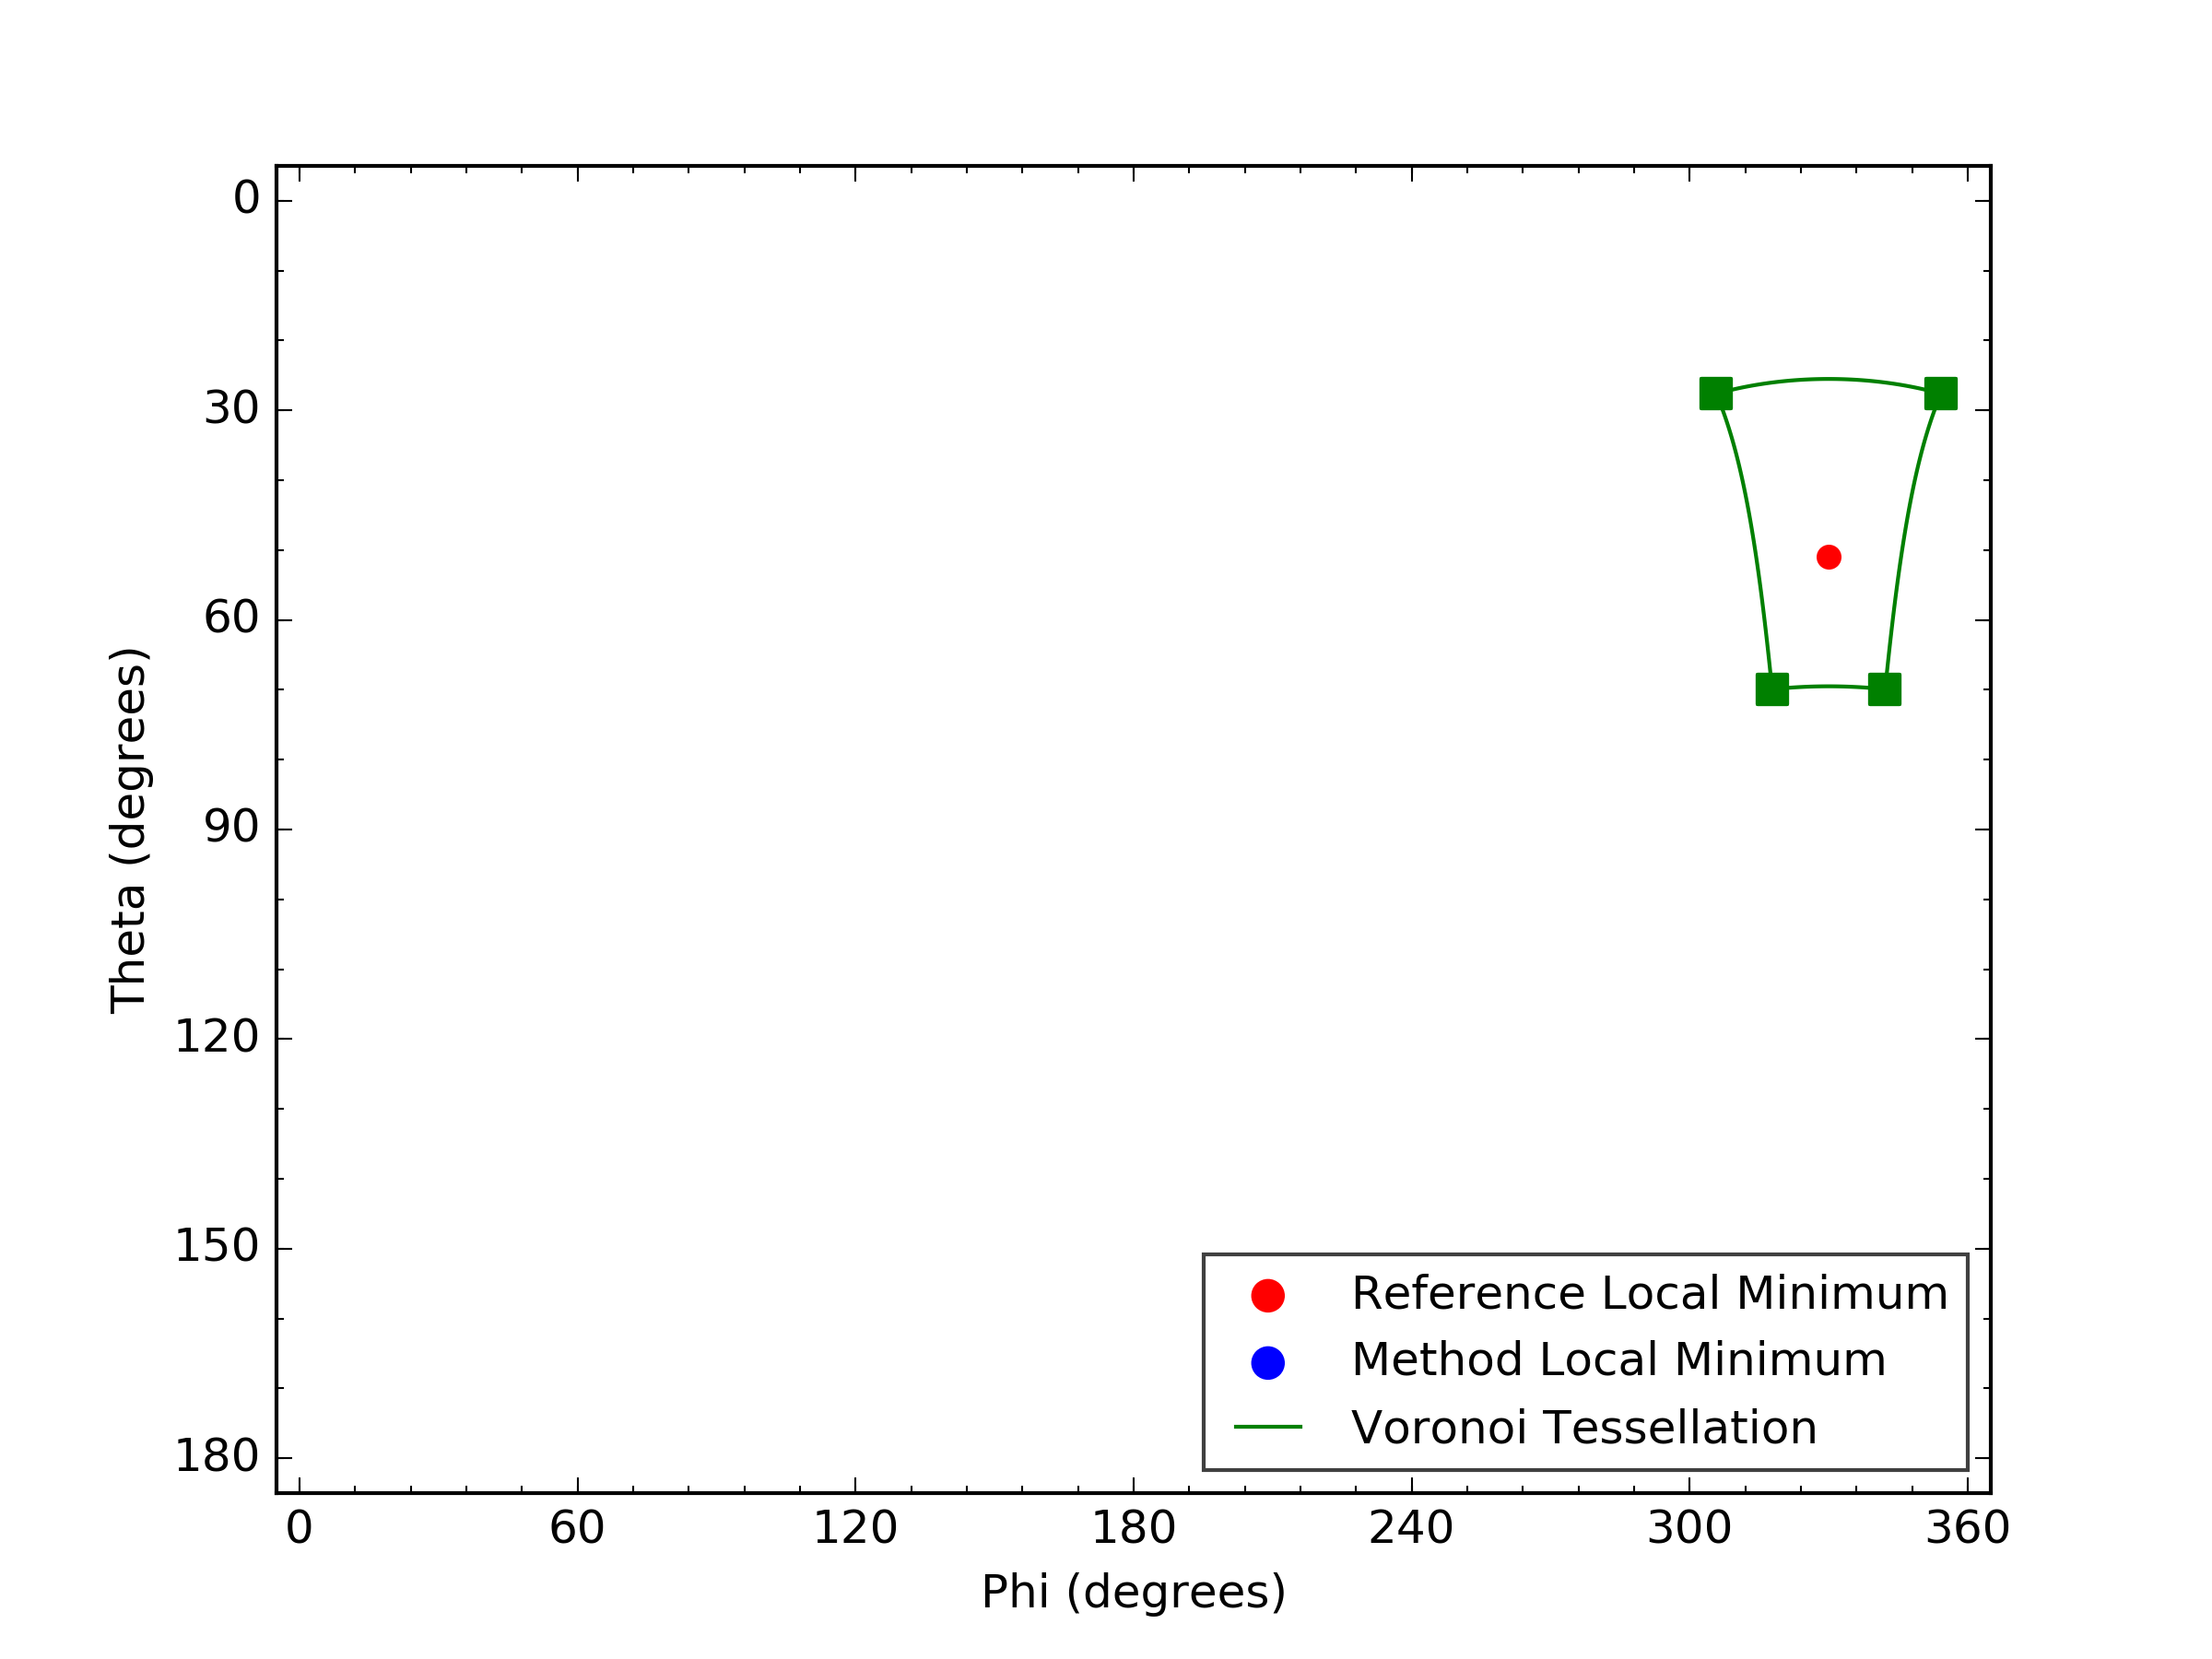 0
30
60
90
120
150
180
Theta (degrees)
Reference Local Minimum
Method Local Minimum
Voronoi Tessellation
0 60 120 180 240 300 360
Phi (degrees)